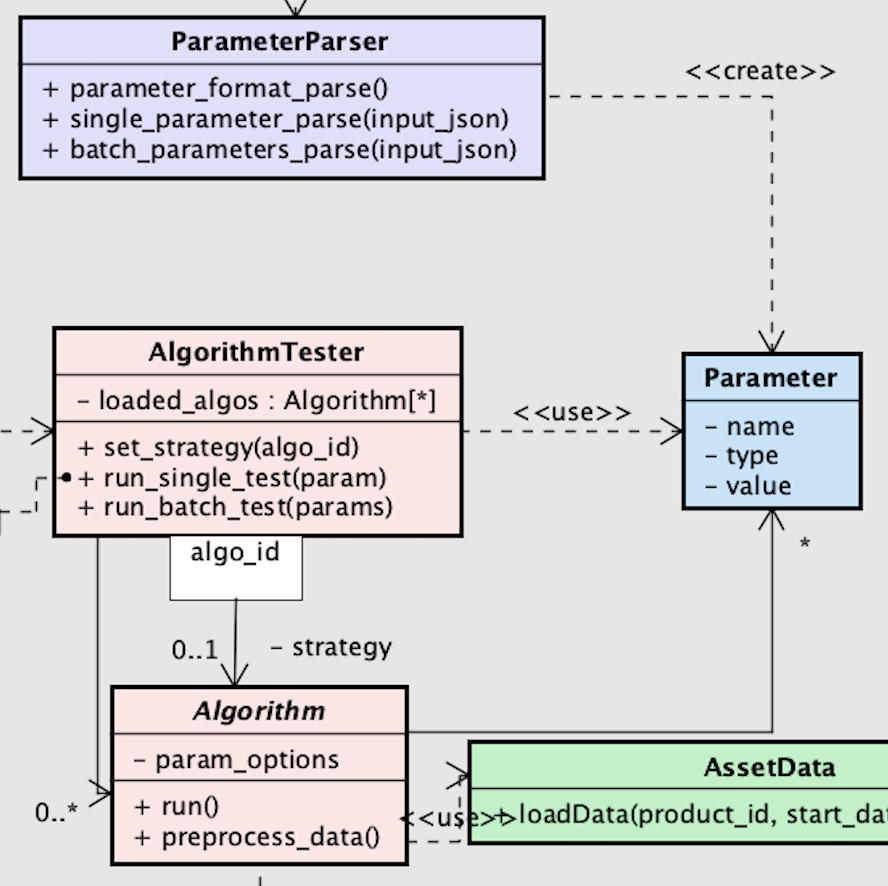 ParameterParser
+ parameter_format_parse()
+ single_parameter_parse(input_json)
+ batch_parameters_parse(input_json)
<<create>>
AlgorithmTester
- loaded_algos : Algorithm[*]
+ set_strategy(algo_id)
+ run_single_test(param)
+ run_batch_test(params)
<<use>>
Parameter
- name
- type
- value
algo_id
*
0..1
- strategy
Algorithm
- param_options
+ run()
+ preprocess_data()
0..*
<<use>>
AssetData
+ loadData(product_id,